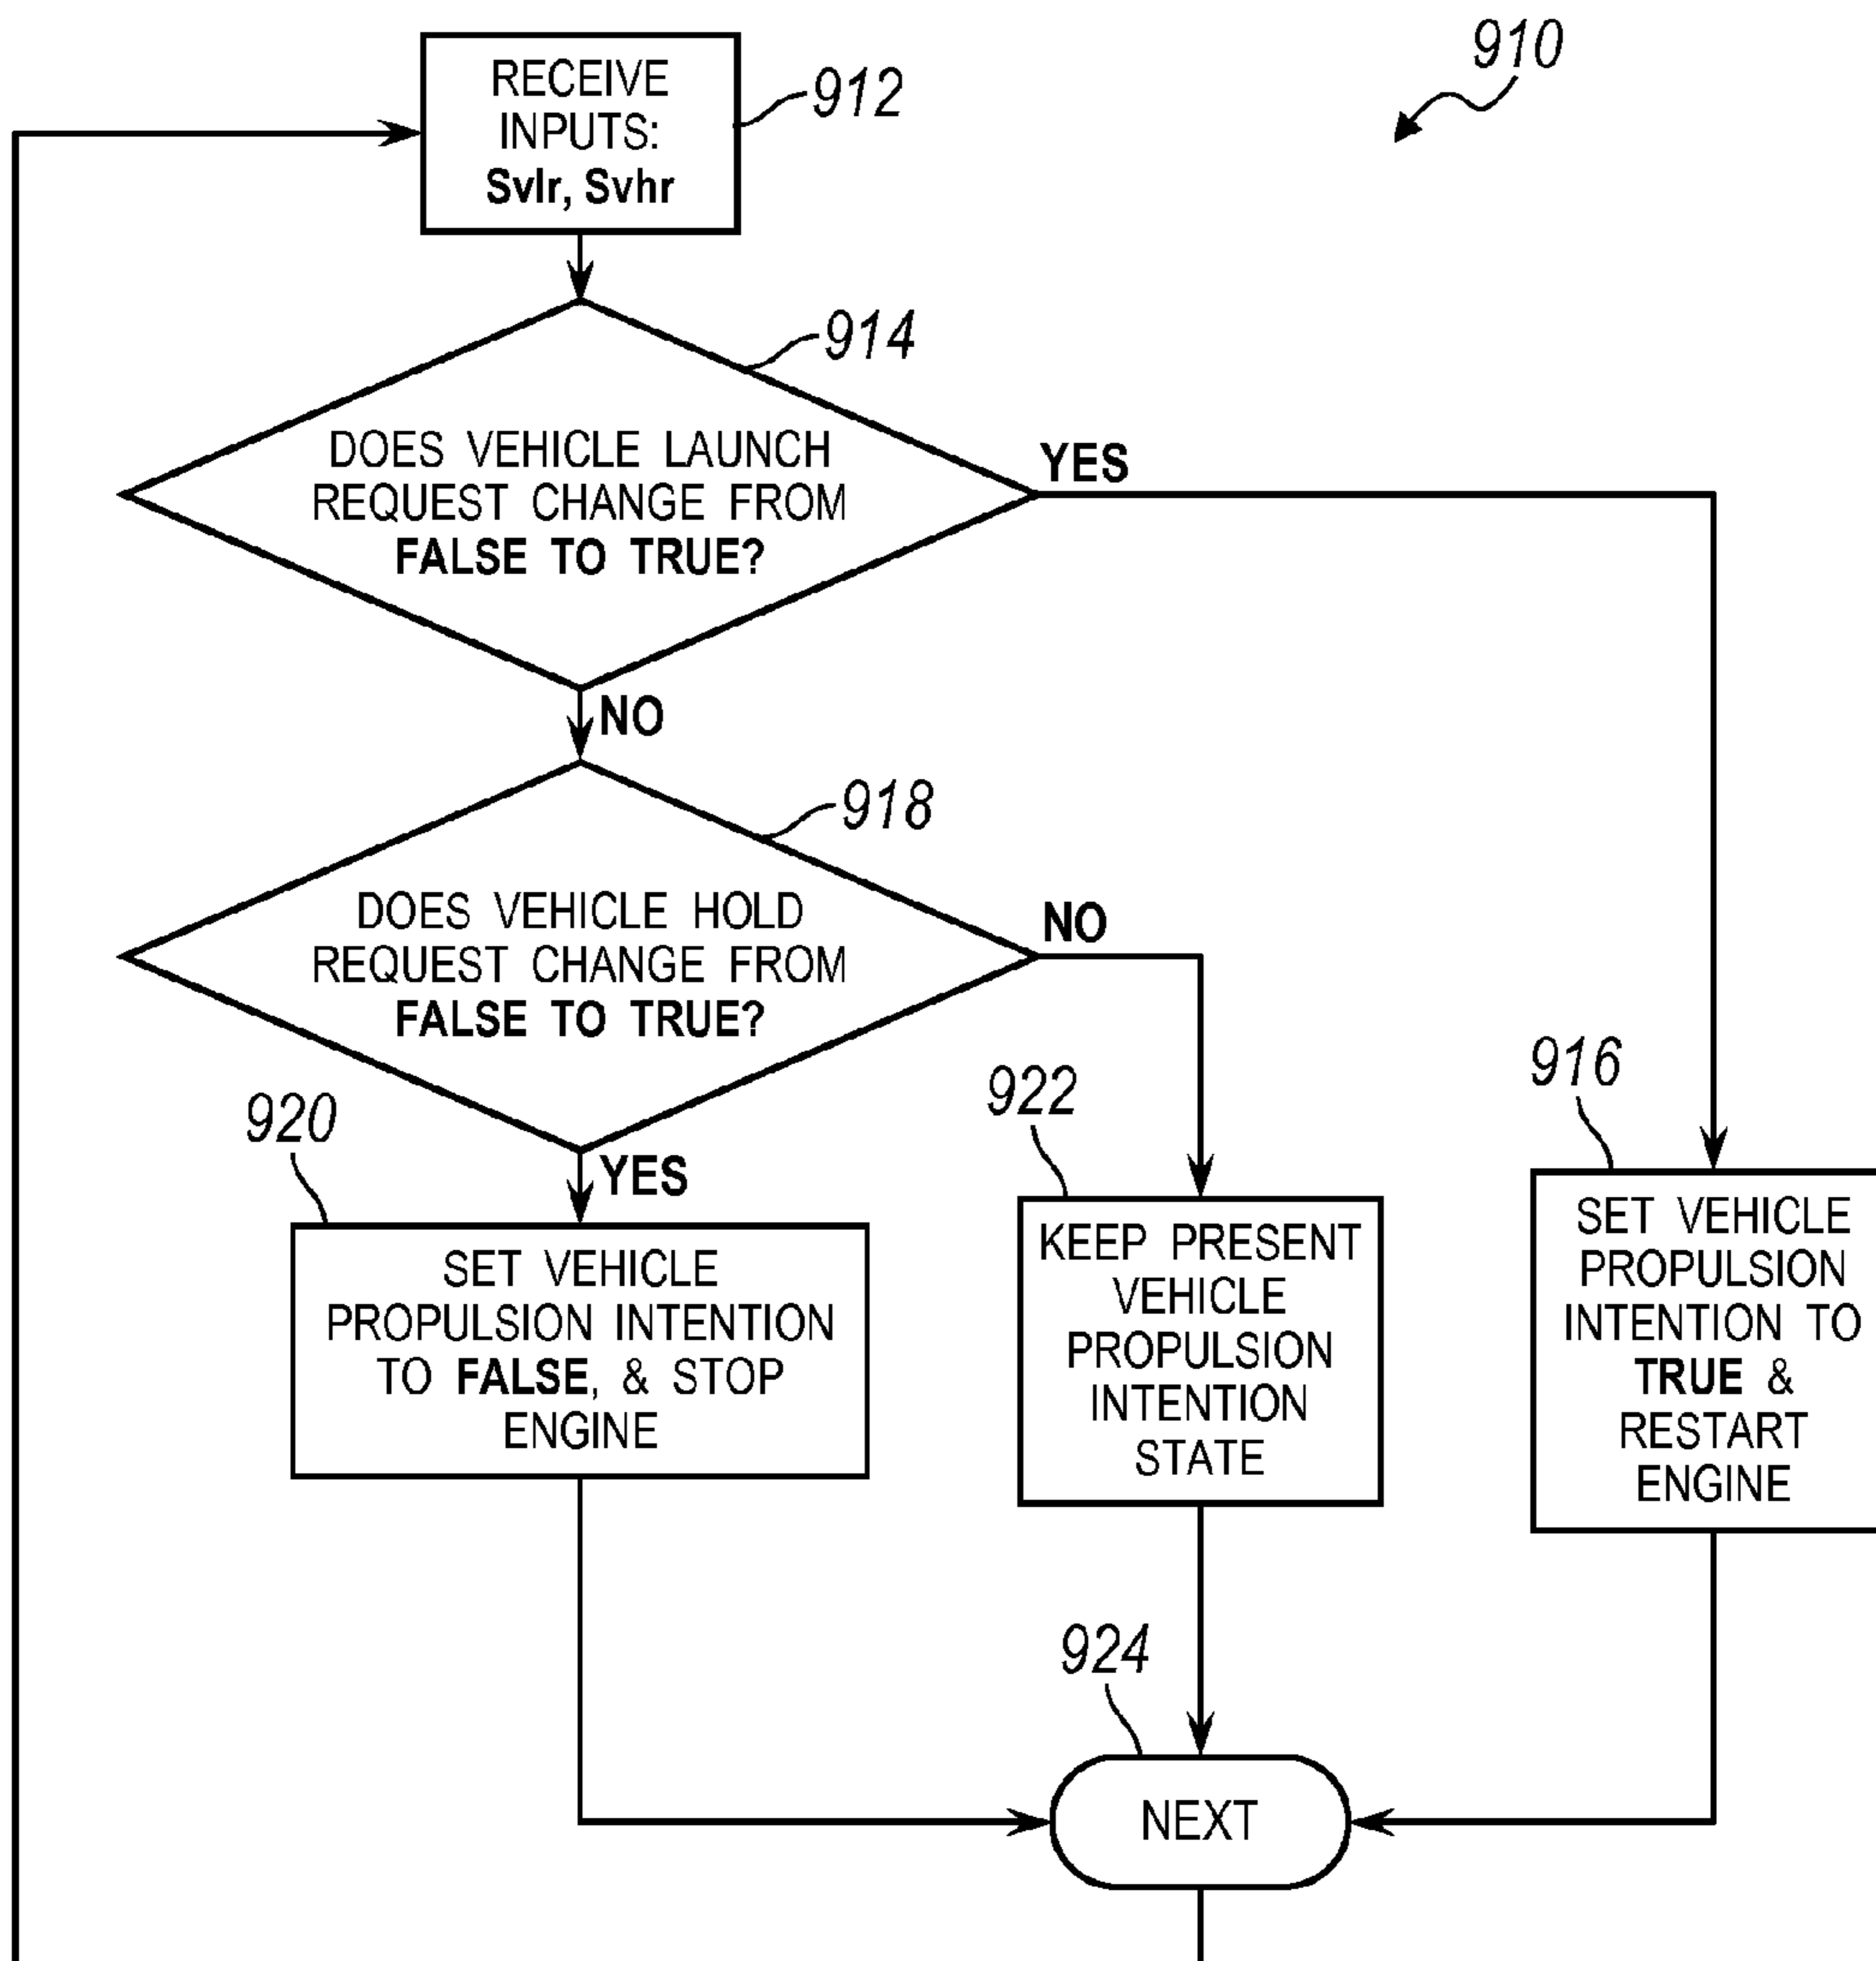 910
RECEIVE
INPUTS:
Svlr, Svhr
912
914
DOES VEHICLE LAUNCH
REQUEST CHANGE FROM
FALSE TO TRUE?
YES
NO
918
DOES VEHICLE HOLD
REQUEST CHANGE FROM
FALSE TO TRUE?
NO
YES
920
SET VEHICLE
PROPULSION INTENTION
TO FALSE, & STOP
ENGINE
922
KEEP PRESENT
VEHICLE
PROPULSION
INTENTION
STATE
916
SET VEHICLE
PROPULSION
INTENTION TO
TRUE &
RESTART
ENGINE
924
NEXT